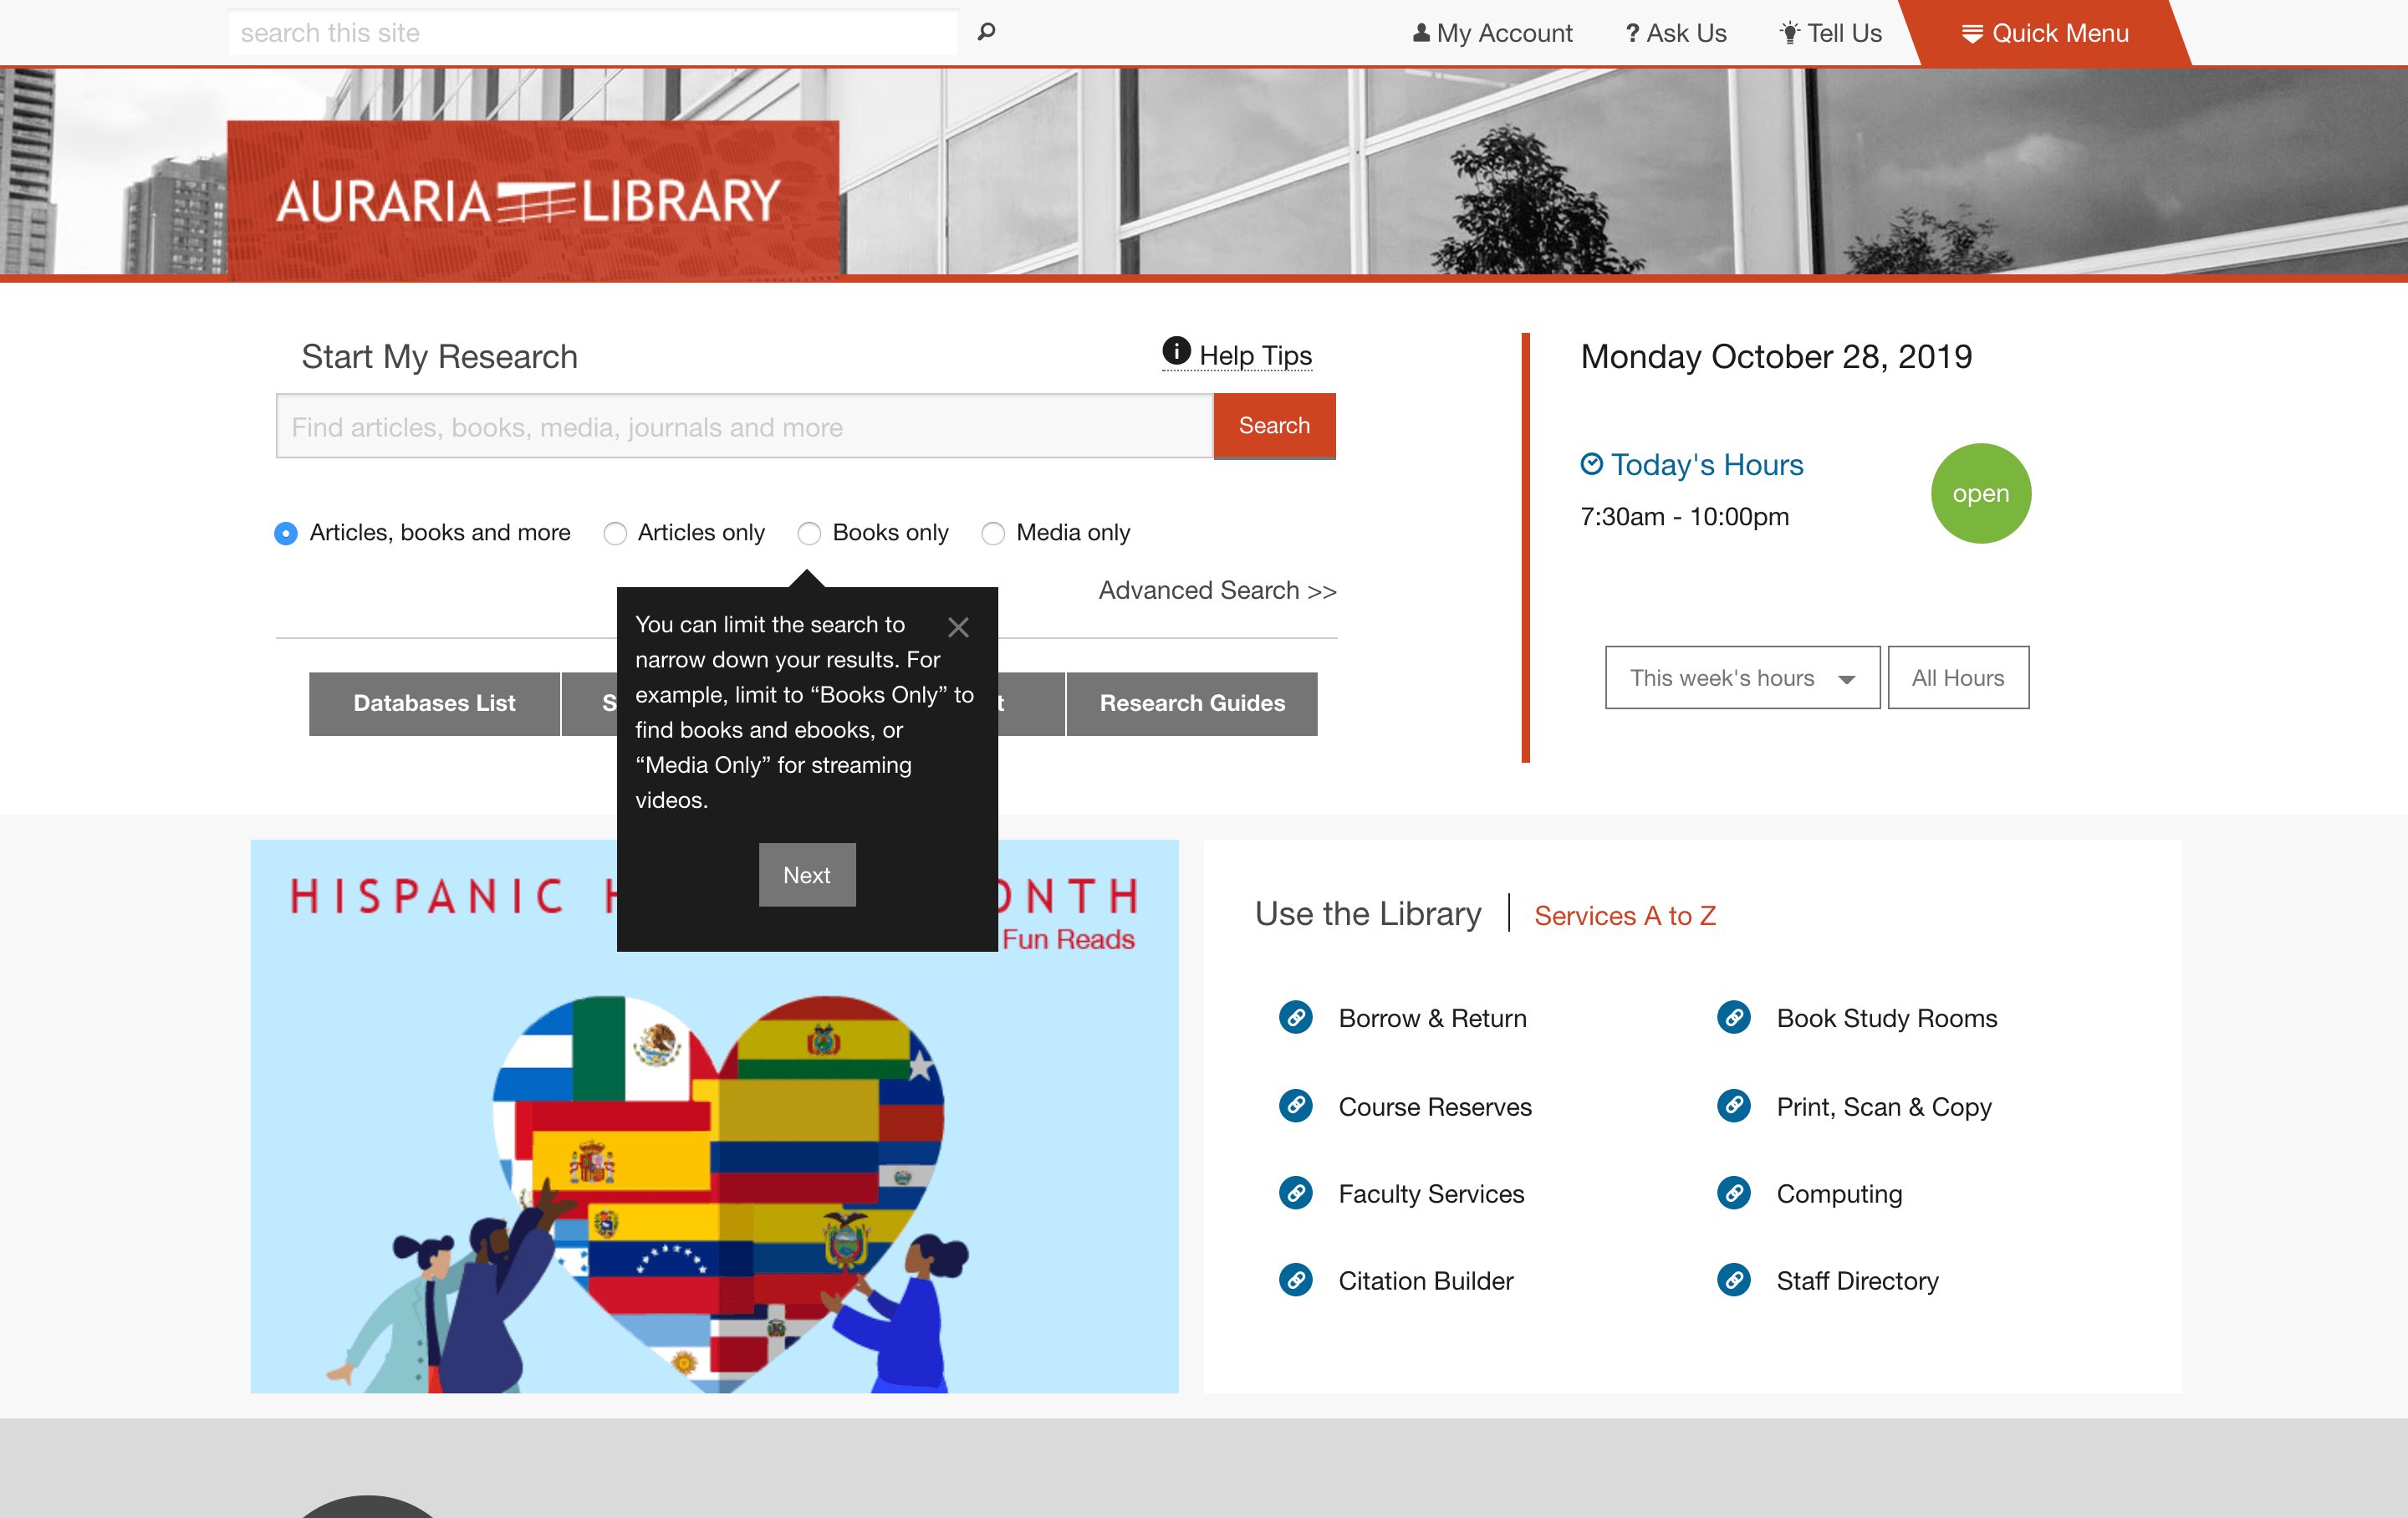 search this site
My Account
? Ask Us
Tell Us
Quick Menu
AURARIA LIBRARY
Start My Research
Help Tips
Find articles, books, media, journals and more
Search
Articles, books and more
Articles only
Books only
Media only
Advanced Search >>
You can limit the search to
narrow down your results. For
example, limit to “Books Only” to
find books and ebooks, or
“Media Only” for streaming
videos.
Next
Databases List
Research Guides
Monday October 28, 2019
Today's Hours
7:30am - 10:00pm
open
This week's hours
All Hours
HISPANIC
Fun Reads
Use the Library
Services A to Z
Borrow & Return
Book Study Rooms
Course Reserves
Print, Scan & Copy
Faculty Services
Computing
Citation Builder
Staff Directory